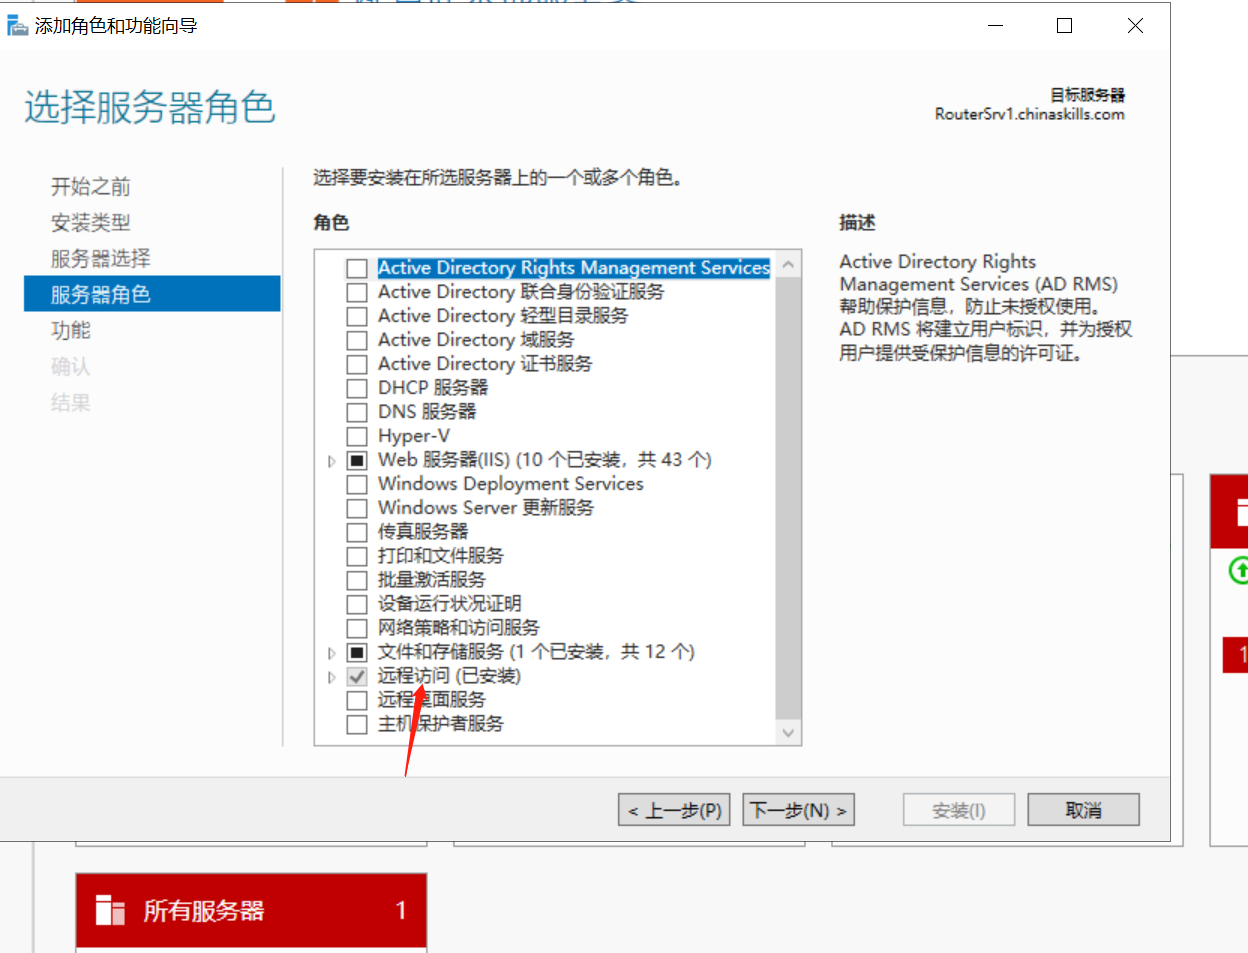 添加角色和功能向导
选择服务器角色
目标服务器
RouterSrv1.chinaskills.com
开始之前
安装类型
服务器选择
服务器角色
功能
确认
结果
选择要安装在所选服务器上的一个或多个角色。
角色
Active Directory Rights Management Services
Active Directory 联合身份验证服务
Active Directory 轻型目录服务
Active Directory 域服务
Active Directory 证书服务
DHCP 服务器
DNS 服务器
Hyper-V
Web 服务器(IIS) (10 个已安装，共 43 个)
Windows Deployment Services
Windows Server 更新服务
传真服务器
打印和文件服务
批量激活服务
设备运行状况证明
网络策略和访问服务
文件和存储服务 (1 个已安装，共 12 个)
远程访问 (已安装)
远程桌面服务
主机保护者服务
描述
Active Directory Rights
Management Services (AD RMS)
帮助保护信息，防止未授权使用。
AD RMS 将建立用户标识，并为授权
用户提供受保护信息的许可证。
< 上一步(P)
下一步(N) >
安装(I)
取消
1
所有服务器
1